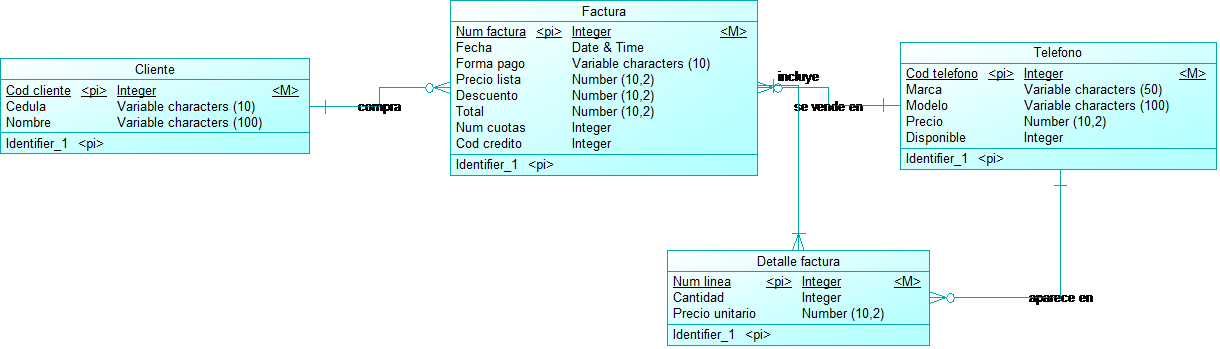 Cliente
Cod cliente <pi> Integer <M>
Cedula Variable characters (10)
Nombre Variable characters (100)
Identifier_1 <pi>
compra
Factura
Num factura <pi> Integer <M>
Fecha Date & Time
Forma pago Variable characters (10)
Precio lista Number (10,2)
Descuento Number (10,2)
Total Number (10,2)
Num cuotas Integer
Cod credito Integer
Identifier_1 <pi>
incluye
se vende en
Telefono
Cod telefono <pi> Integer <M>
Marca Variable characters (50)
Modelo Variable characters (100)
Precio Number (10,2)
Disponible Integer
Identifier_1 <pi>
Detalle factura
Num linea <pi> Integer <M>
Cantidad Integer
Precio unitario Number (10,2)
Identifier_1 <pi>
aparece en